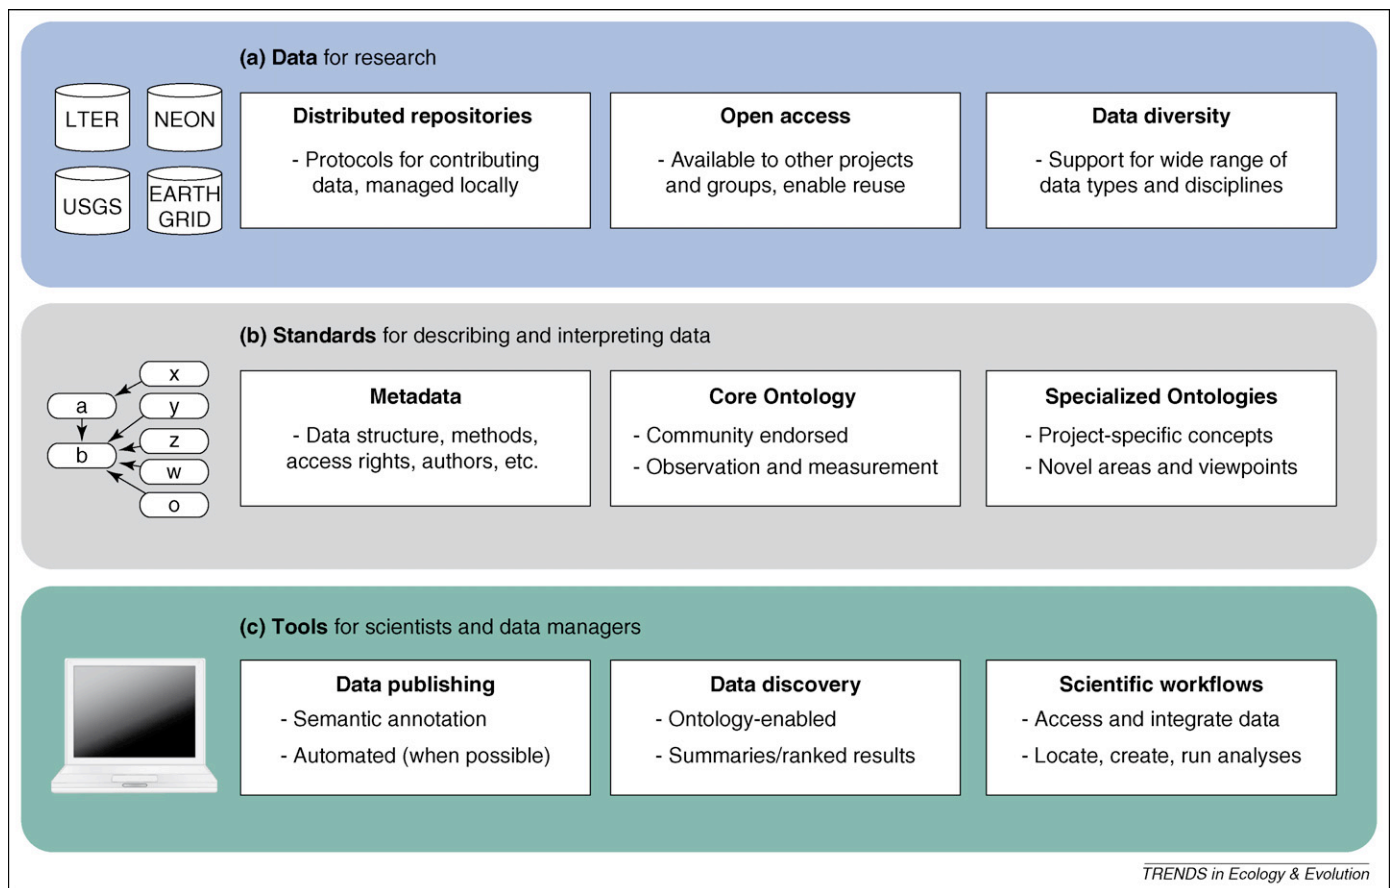 (a) Data for research
LTER
NEON
USGS
EARTH
GRID
Distributed repositories
- Protocols for contributing
data, managed locally
Open access
- Available to other projects
and groups, enable reuse
Data diversity
- Support for wide range of
data types and disciplines
(b) Standards for describing and interpreting data
x
a
y
z
b
w
o
Metadata
- Data structure, methods,
access rights, authors, etc.
Core Ontology
- Community endorsed
- Observation and measurement
Specialized Ontologies
- Project-specific concepts
- Novel areas and viewpoints
(c) Tools for scientists and data managers
Data publishing
- Semantic annotation
- Automated (when possible)
Data discovery
- Ontology-enabled
- Summaries/ranked results
Scientific workflows
- Access and integrate data
- Locate, create, run analyses
TRENDS in Ecology & Evolution